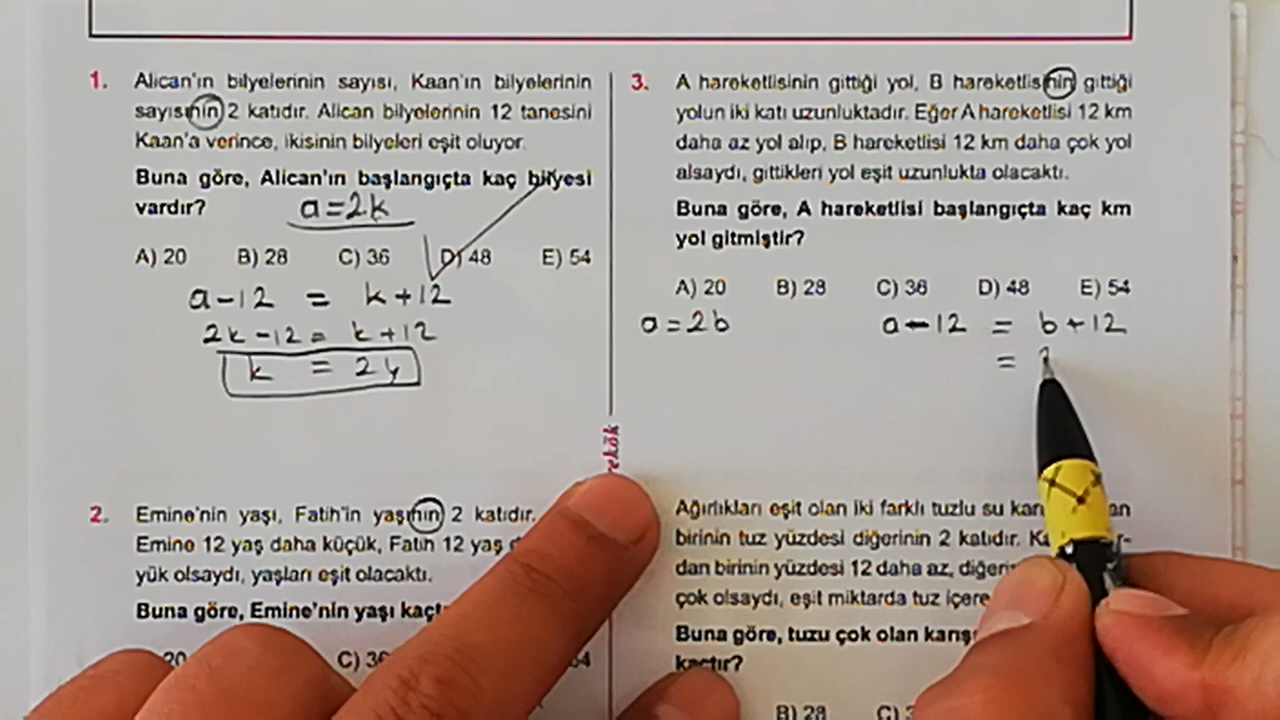 1. Alican'ın bilyelerinin sayısı, Kaan'ın bilyelerinin
sayısının 2 katıdır. Alican bilyelerinin 12 tanesini
Kaan'a verince, ikisinin bilyeleri eşit oluyor.
Buna göre, Alican'ın başlangıçta kaç bilyesi
vardır?
a=2k
A) 20 B) 28 C) 36 D) 48 E) 54
a-12 = k+12
2k-12= k+12
k = 24
2. Emine'nin yaşı, Fatih'in yaşının 2 katıdır.
Emine 12 yaş daha küçük, Fatih 12 yaş
yük olsaydı, yaşları eşit olacaktı.
Buna göre, Emine'nin yaşı
20 C)
3. A hareketlisinin gittiği yol, B hareketlisinin gittiği
yolun iki katı uzunluktadır. Eğer A hareketlisi 12 km
daha az yol alıp, B hareketlisi 12 km daha çok yol
alsaydı, gittikleri yol eşit uzunlukta olacaktı.
Buna göre, A hareketlisi başlangıçta kaç km
yol gitmiştir?
A) 20 B) 28 C) 36 D) 48 E) 54
a=2b a-12 = b+12
=
Ağırlıkları eşit olan iki farklı tuzlu su
birinin tuz yüzdesi diğerinin 2 katıdır.
dan birinin yüzdesi 12 daha az,
çok olsaydı, eşit miktarda tuz
Buna göre, tuzu çok olan
kaçtır?
B) 28 C)